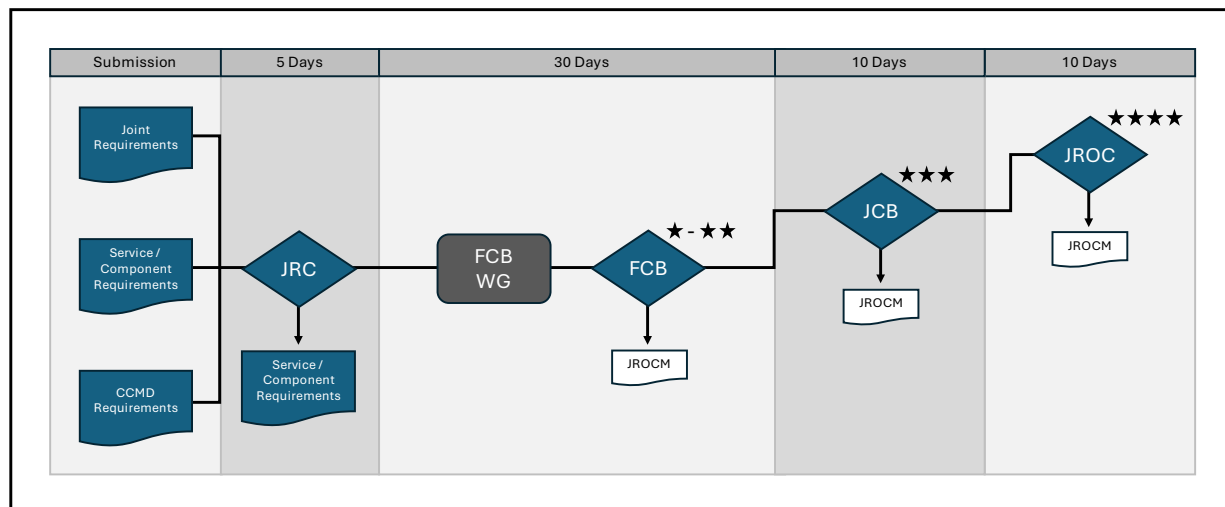 Submission
5 Days
30 Days
10 Days
10 Days
Joint
Requirements
Service /
Component
Requirements
CCMD
Requirements
JRC
Service /
Component
Requirements
FCB
WG
★ - ★★
FCB
JROCM
★★★
JCB
JROCM
★★★★
JROC
JROCM